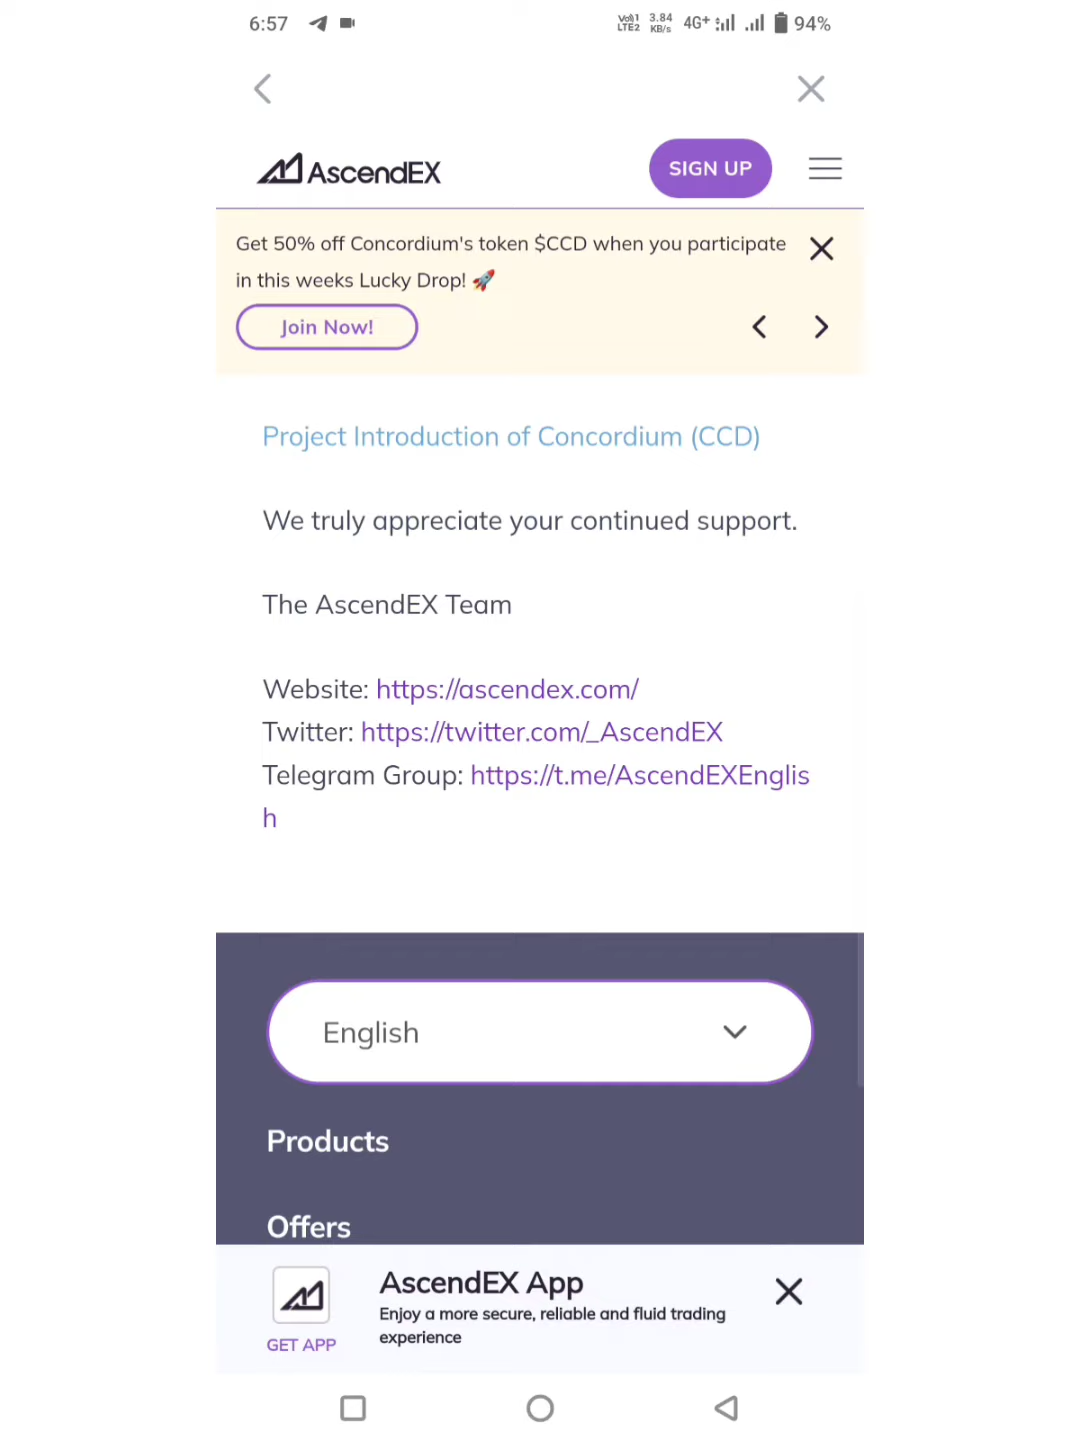 6:57 Vo)) 1 LTE2 3.84 KB/s 4G+ 94%
AscendEX SIGN UP
Get 50% off Concordium's token $CCD when you participate
in this weeks Lucky Drop! 🚀
Join Now!
Project Introduction of Concordium (CCD)
We truly appreciate your continued support.
The AscendEX Team
Website: https://ascendex.com/
Twitter: https://twitter.com/_AscendEX
Telegram Group: https://t.me/AscendEXEnglis
h
English
Products
Offers
AscendEX App
Enjoy a more secure, reliable and fluid trading
experience
GET APP